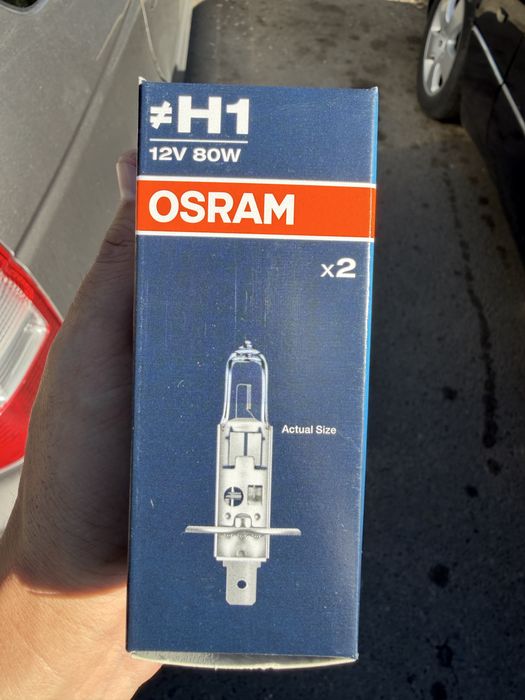 ≠H1
12V 80W
OSRAM
x2
Actual Size